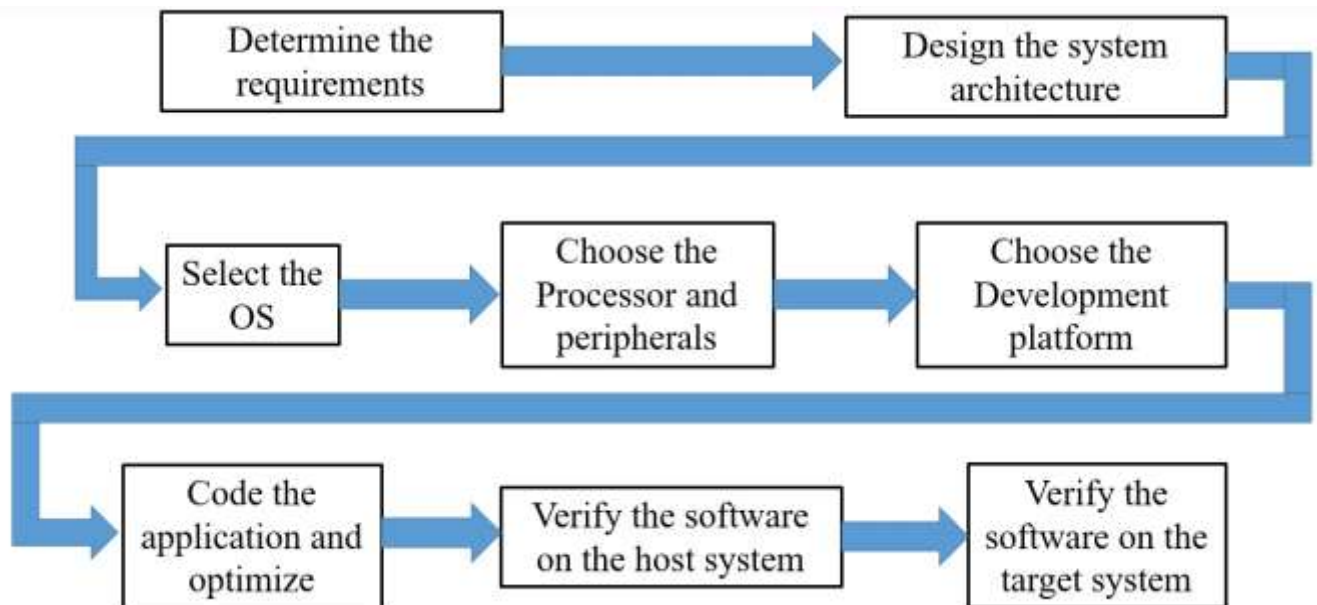 Determine the
requirements
Design the system
architecture
Select the
OS
Choose the
Processor and
peripherals
Choose the
Development
platform
Code the
application and
optimize
Verify the software
on the host system
Verify the
software on the
target system